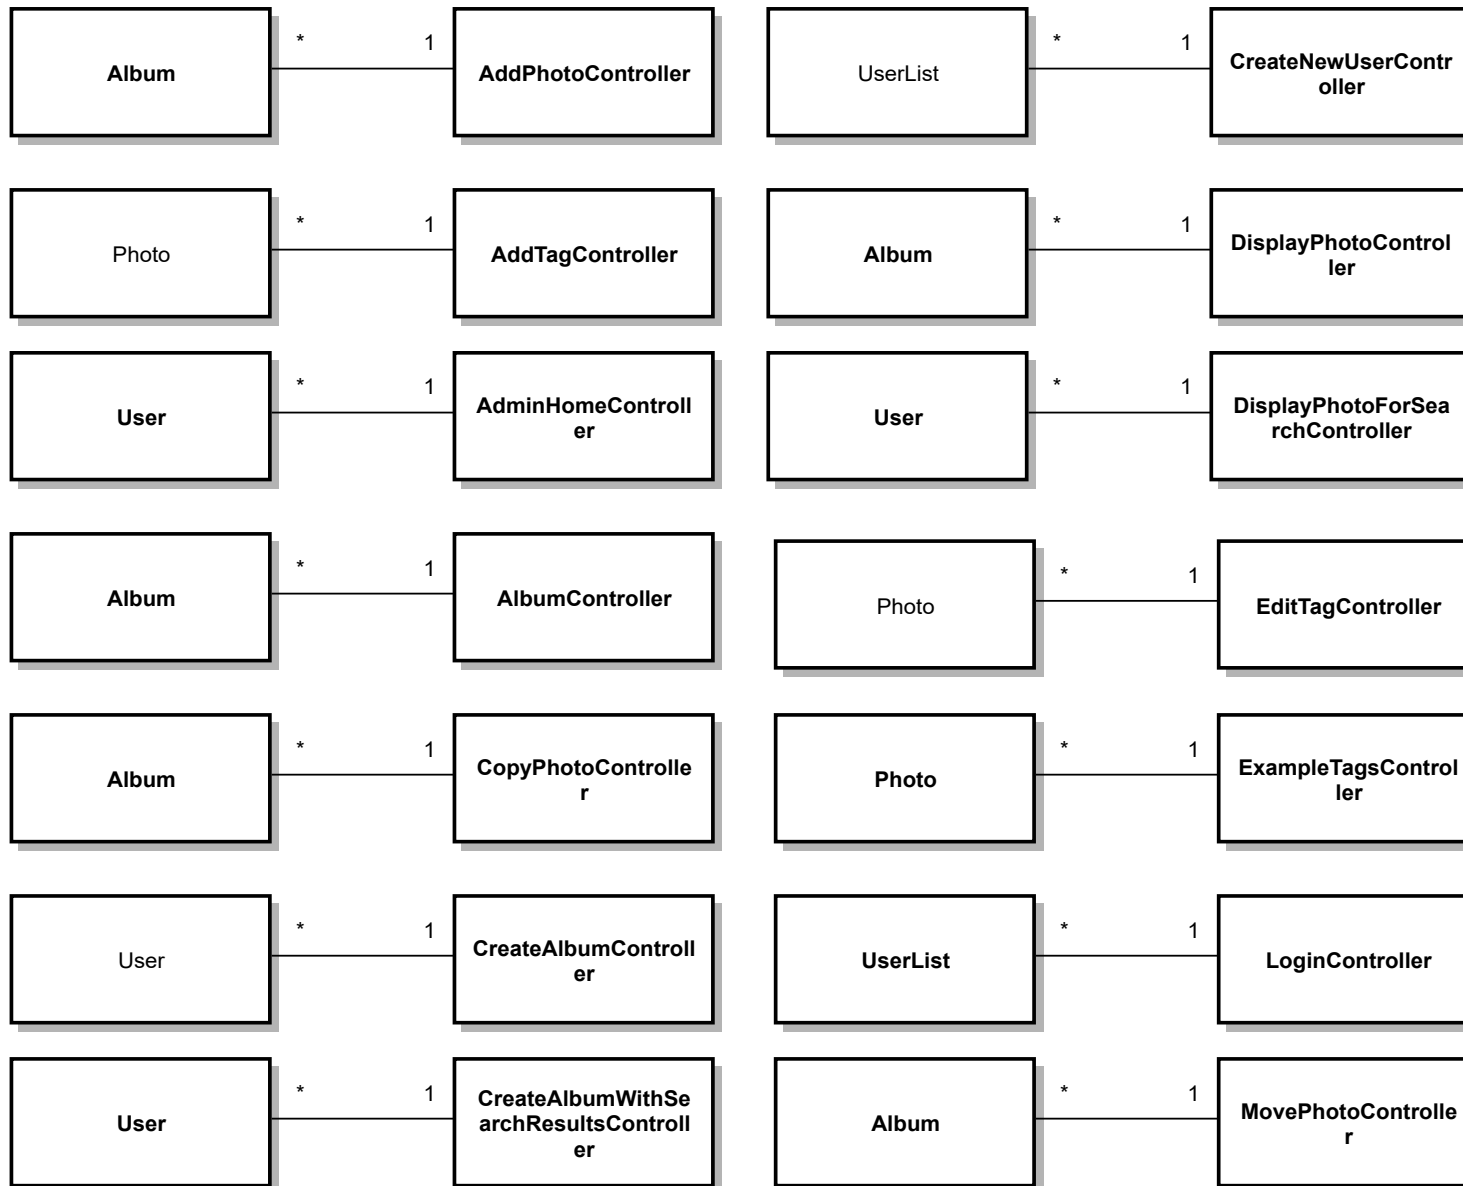 Album
*
1
AddPhotoController
UserList
*
1
CreateNewUserContr
oller
Photo
*
1
AddTagController
Album
*
1
DisplayPhotoControl
ler
User
*
1
AdminHomeControll
er
User
*
1
DisplayPhotoForSea
rchController
Album
*
1
AlbumController
Photo
*
1
EditTagController
Album
*
1
CopyPhotoControlle
r
Photo
*
1
ExampleTagsControl
ler
User
*
1
CreateAlbumControll
er
UserList
*
1
LoginController
User
*
1
CreateAlbumWithSe
archResultsControll
er
Album
*
1
MovePhotoControlle
r